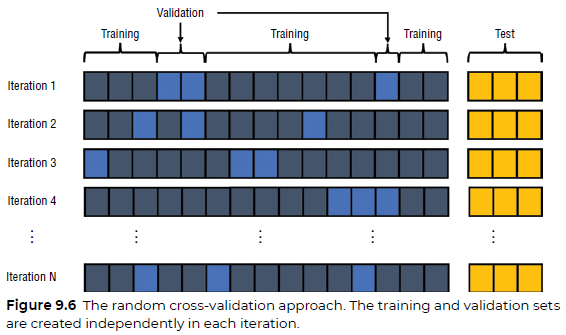 Validation
Training Training Training Test
Iteration 1
Iteration 2
Iteration 3
Iteration 4
Iteration N
Figure 9.6 The random cross-validation approach. The training and validation sets
are created independently in each iteration.